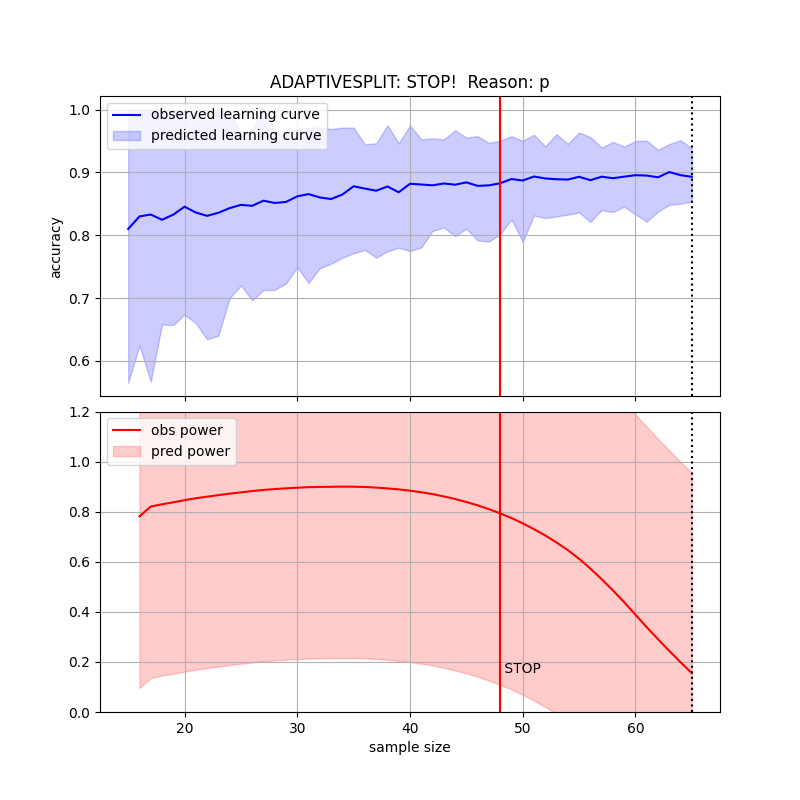 ADAPTIVESPLIT: STOP!  Reason: p
1.0
observed learning curve
predicted learning curve
0.9
0.8
0.7
0.6
accuracy
1.2
obs power
pred power
1.0
0.8
0.6
0.4
0.2
STOP
0.0
20 30 40 50 60
sample size